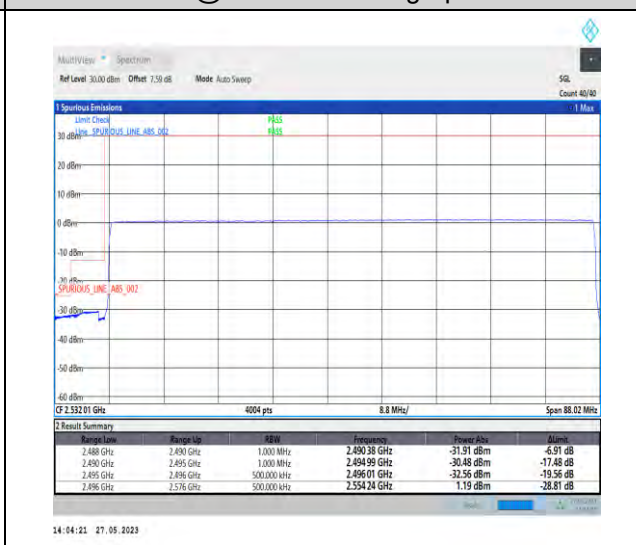 MultiView Spectrum
Ref Level 30.00 dBm Offset 7.59 dB Mode Auto Sweep SGL
Count 40/40
1 Spurious Emissions 1 Max
Limit Check PASS
Line _SPURIOUS_LINE_ABS_002 PASS
30 dBm
20 dBm
10 dBm
0 dBm
-10 dBm
-20 dBm
_SPURIOUS_LINE_ABS_002
-30 dBm
-40 dBm
-50 dBm
-60 dBm
CF 2.532 01 GHz 4004 pts 8.8 MHz/ Span 88.02 MHz
2 Result Summary
Range Low Range Up RBW Frequency Power Abs ΔLimit
2.488 GHz 2.490 GHz 1.000 MHz 2.490 38 GHz -31.91 dBm -6.91 dB
2.490 GHz 2.495 GHz 1.000 MHz 2.494 99 GHz -30.48 dBm -17.48 dB
2.495 GHz 2.496 GHz 500.000 kHz 2.496 01 GHz -32.56 dBm -19.56 dB
2.496 GHz 2.576 GHz 500.000 kHz 2.554 24 GHz 1.19 dBm -28.81 dB
14:04:21 27.05.2023